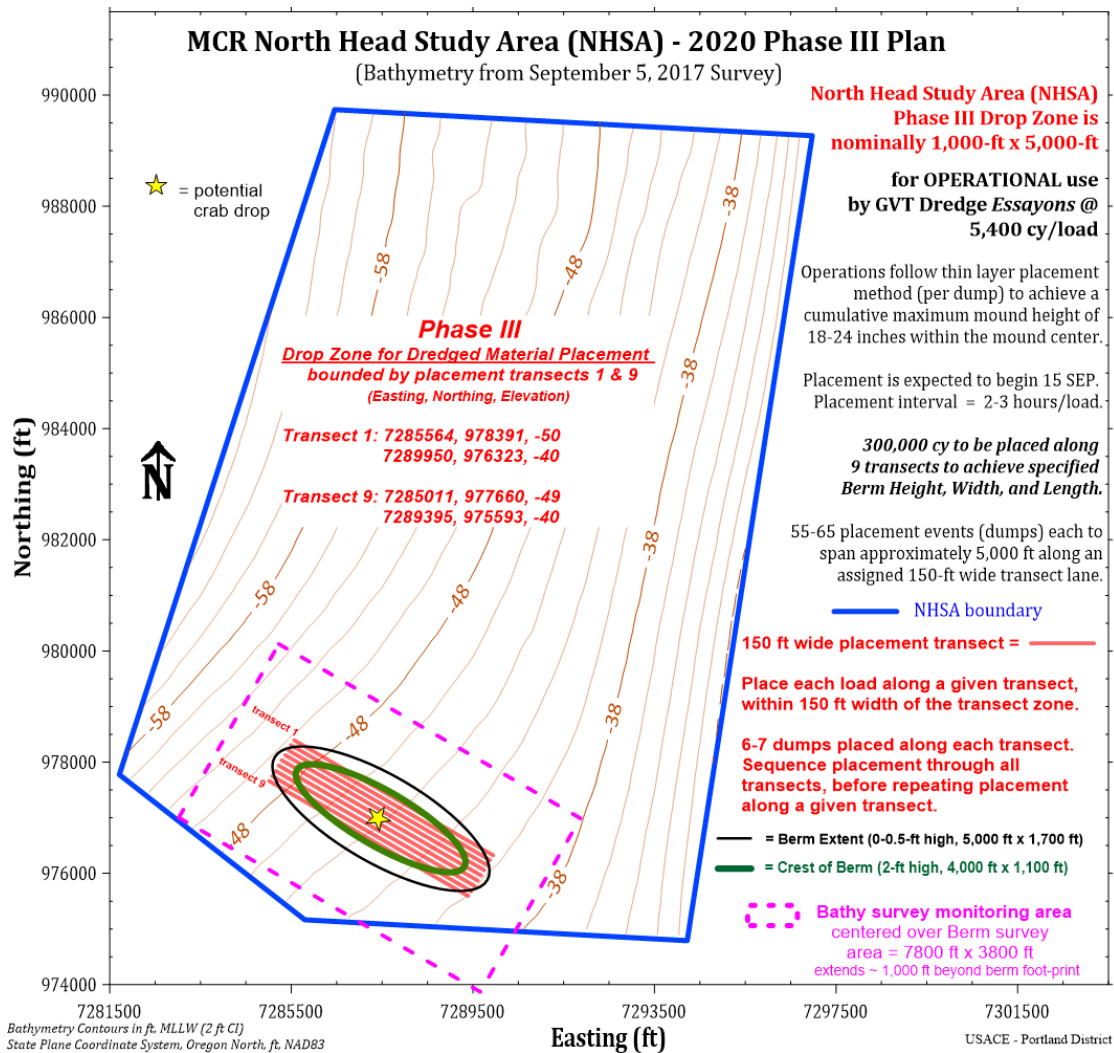 MCR North Head Study Area (NHSA) - 2020 Phase III Plan
(Bathymetry from September 5, 2017 Survey)
North Head Study Area (NHSA)
Phase III Drop Zone is
nominally 1,000-ft x 5,000-ft
for OPERATIONAL use
by GVT Dredge Essayons @
5,400 cy/load
Operations follow thin layer placement
method (per dump) to achieve a
cumulative maximum mound height of
18-24 inches within the mound center.
Placement is expected to begin 15 SEP.
Placement interval = 2-3 hours/load.
300,000 cy to be placed along
9 transects to achieve specified
Berm Height, Width, and Length.
55-65 placement events (dumps) each to
span approximately 5,000 ft along an
assigned 150-ft wide transect lane.
NHSA boundary
150 ft wide placement transect =
Place each load along a given transect,
within 150 ft width of the transect zone.
6-7 dumps placed along each transect.
Sequence placement through all
transects, before repeating placement
along a given transect.
= Berm Extent (0-0.5-ft high, 5,000 ft x 1,700 ft)
= Crest of Berm (2-ft high, 4,000 ft x 1,100 ft)
Bathy survey monitoring area
centered over Berm survey
area = 7800 ft x 3800 ft
extends ~ 1,000 ft beyond berm foot-print
= potential
crab drop
Phase III
Drop Zone for Dredged Material Placement
bounded by placement transects 1 & 9
(Easting, Northing, Elevation)
Transect 1: 7285564, 978391, -50
7289950, 976323, -40
Transect 9: 7285011, 977660, -49
7289395, 975593, -40
N
-38
-58
-48
-38
-38
-58
-48
-58
-48
-38
-48
-38
transect 1
transect 9
Northing (ft)
990000
988000
986000
984000
982000
980000
978000
976000
974000
7281500
7285500
7289500
7293500
7297500
7301500
Easting (ft)
Bathymetry Contours in ft, MLLW (2 ft CI)
State Plane Coordinate System, Oregon North, ft, NAD83
USACE - Portland District